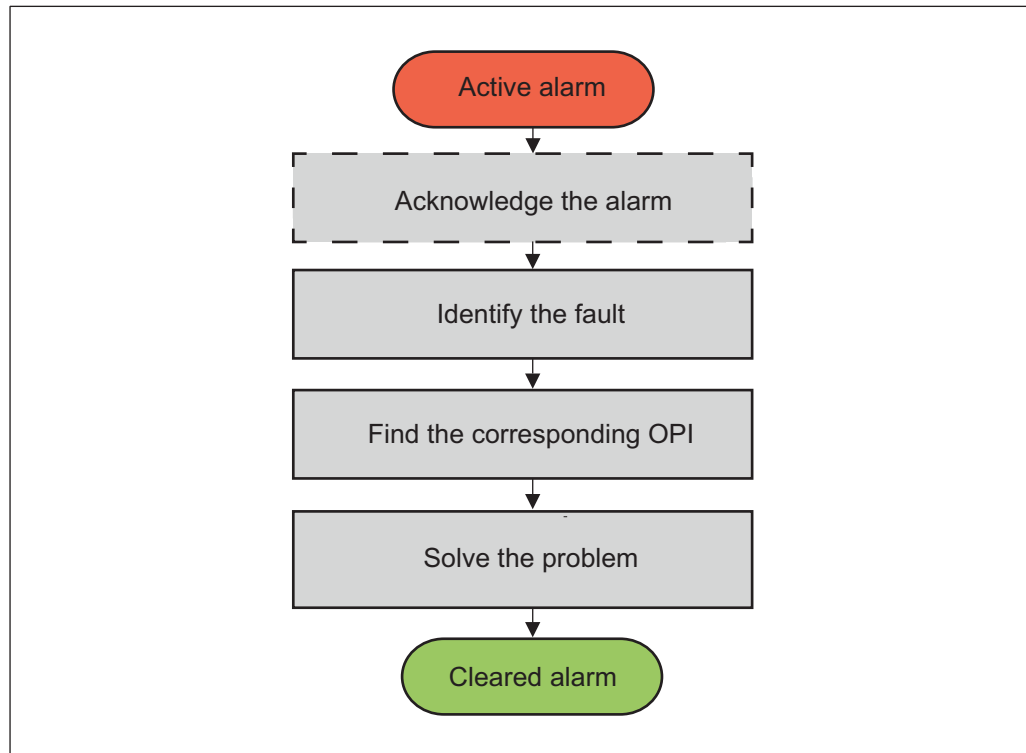 Active alarm
Acknowledge the alarm
Identify the fault
Find the corresponding OPI
Solve the problem
Cleared alarm